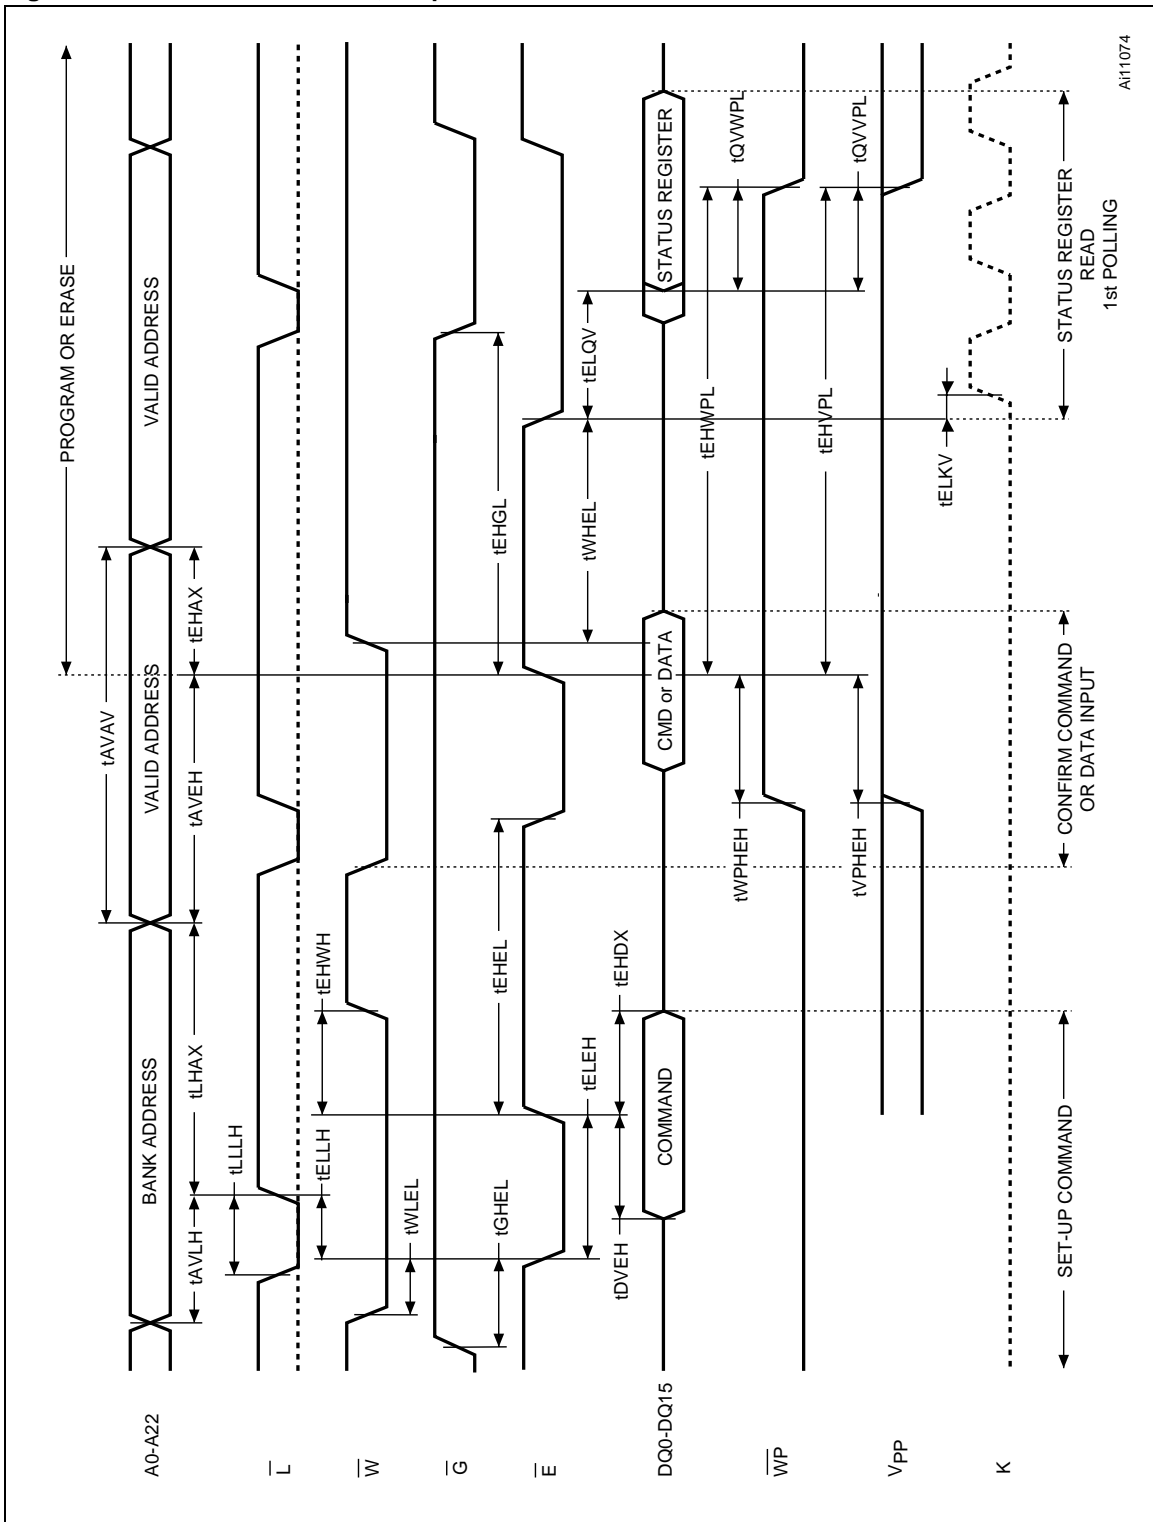 PROGRAM OR ERASE
A0-A22
BANK ADDRESS
VALID ADDRESS
VALID ADDRESS
tAVAV
tAVLH
tLHAX
tAVEH
tEHAX
tLLLH
L
tELLH
tEHWH
W
tWLEL
G
tGHEL
tEHEL
tEHGL
E
tELEH
tWHEL
tELQV
tDVEH
tEHDX
DQ0-DQ15
COMMAND
CMD or DATA
STATUS REGISTER
tEHWPL
tWPHEH
tQVWPL
WP
tEHVPL
tVPHEH
tQVVPL
VPP
tELKV
K
SET-UP COMMAND
CONFIRM COMMAND
OR DATA INPUT
STATUS REGISTER
READ
1st POLLING
Ai11074